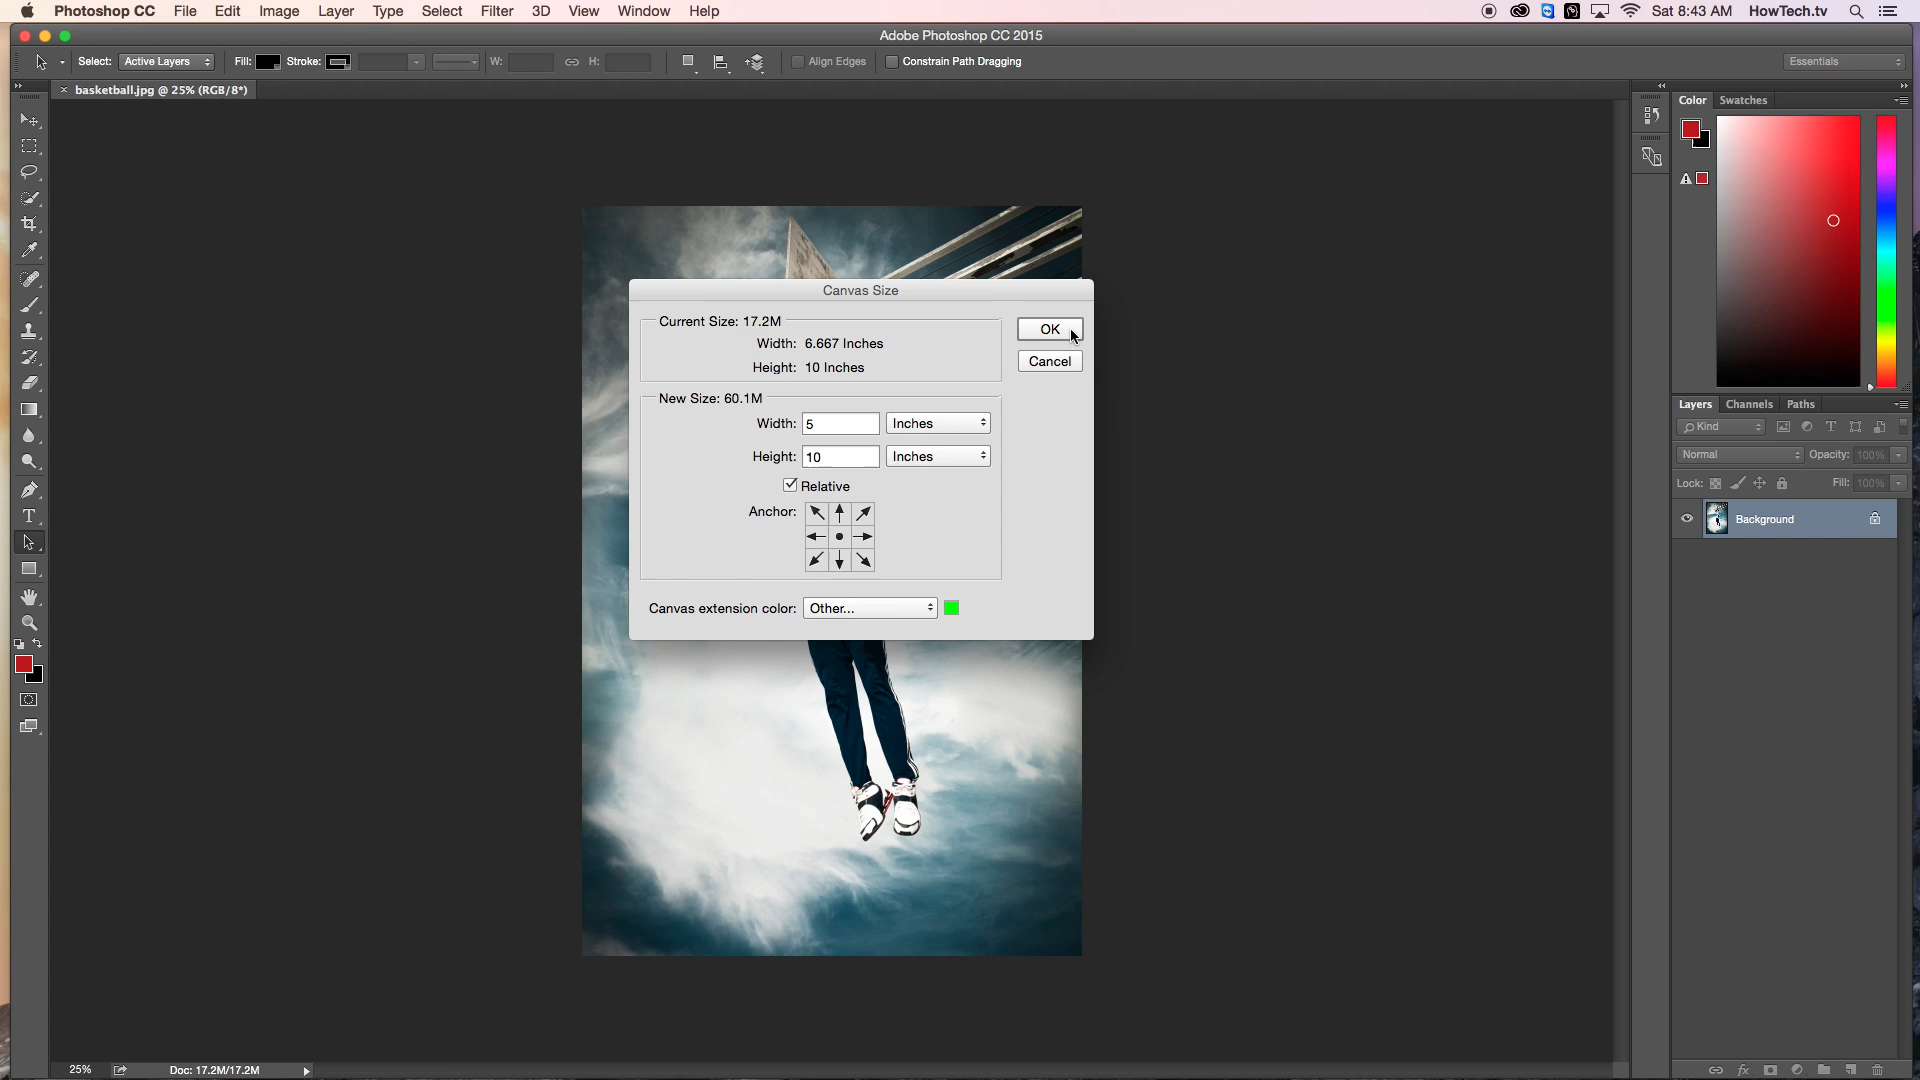 Photoshop CC File Edit Image Layer Type Select Filter 3D View Window Help Sat 8:43 AM HowTech.tv
Adobe Photoshop CC 2015
Select: Active Layers Fill: Stroke: W: H: Align Edges Constrain Path Dragging Essentials
× basketball.jpg @ 25% (RGB/8*)
Color Swatches
Canvas Size
Current Size: 17.2M
Width: 6.667 Inches
Height: 10 Inches
OK
Cancel
New Size: 60.1M
Width: 5 Inches
Height: 10 Inches
Relative
Anchor:
Canvas extension color: Other...
Layers Channels Paths
Kind
Normal Opacity: 100%
Lock: Fill: 100%
Background
25% Doc: 17.2M/17.2M